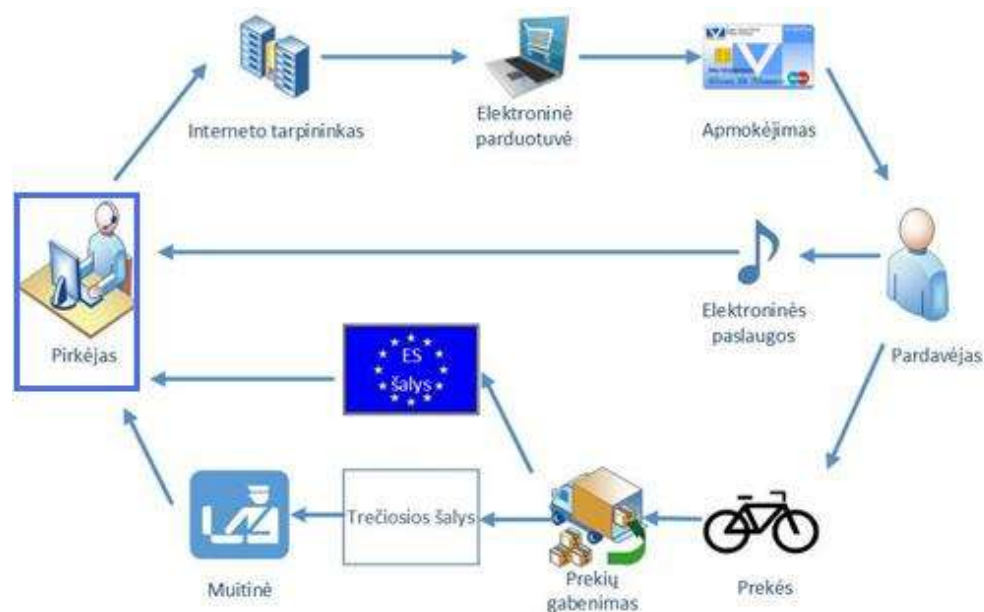 Interneto tarpininkas
Elektroninė
parduotuvė
Apmokėjimas
Pirkėjas
Elektroninės
paslaugos
Pardavėjas
ES
šalys
Trečiosios šalys
Muitinė
Prekių
gabenimas
Prekės